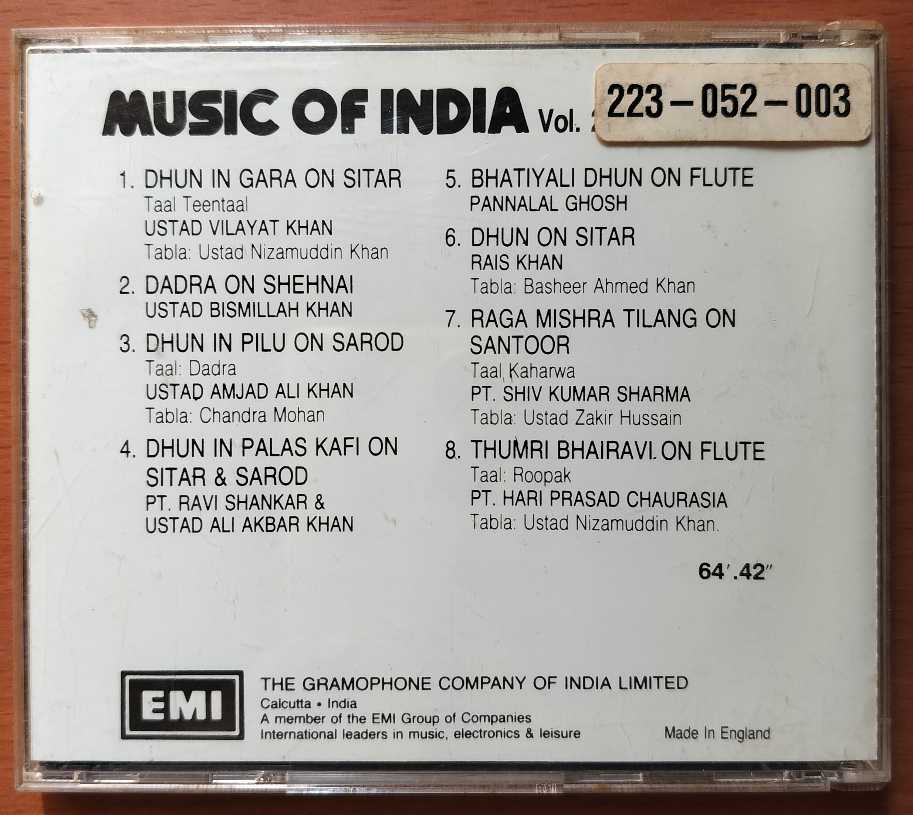 MUSIC OF INDIA Vol.
223-052-003
1. DHUN IN GARA ON SITAR
Taal Teentaal
USTAD VILAYAT KHAN
Tabla: Ustad Nizamuddin Khan
2. DADRA ON SHEHNAI
USTAD BISMILLAH KHAN
3. DHUN IN PILU ON SAROD
Taal: Dadra
USTAD AMJAD ALI KHAN
Tabla: Chandra Mohan
4. DHUN IN PALAS KAFI ON
SITAR & SAROD
PT. RAVI SHANKAR &
USTAD ALI AKBAR KHAN
5. BHATIYALI DHUN ON FLUTE
PANNALAL GHOSH
6. DHUN ON SITAR
RAIS KHAN
Tabla: Basheer Ahmed Khan
7. RAGA MISHRA TILANG ON
SANTOOR
Taal Kaharwa
PT. SHIV KUMAR SHARMA
Tabla: Ustad Zakir Hussain
8. THUMRI BHAIRAVI. ON FLUTE
Taal: Roopak
PT. HARI PRASAD CHAURASIA
Tabla: Ustad Nizamuddin Khan.
64'.42"
EMI
THE GRAMOPHONE COMPANY OF INDIA LIMITED
Calcutta • India
A member of the EMI Group of Companies
International leaders in music, electronics & leisure
Made In England